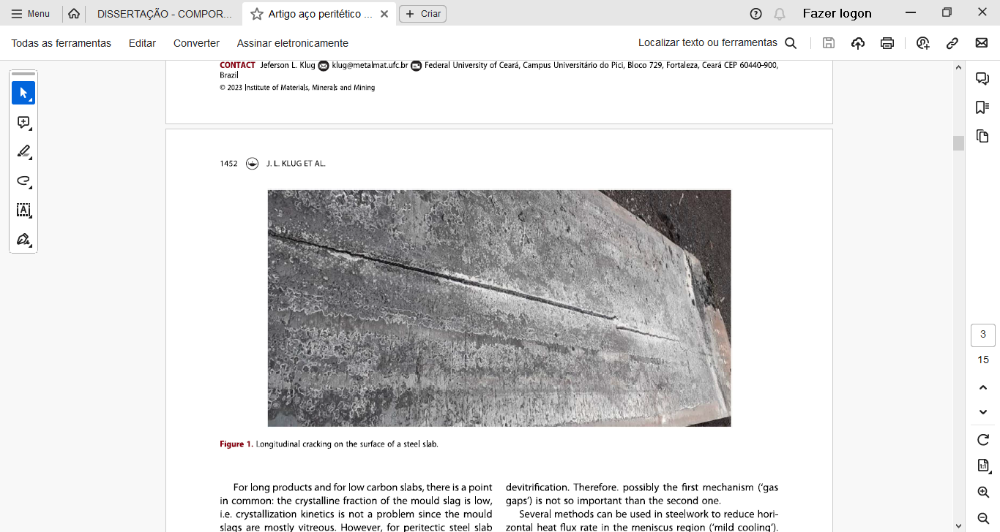 Menu
DISSERTAÇÃO - COMPOR...
Artigo aço peritético ...
Criar
Fazer logon
Todas as ferramentas
Editar
Converter
Assinar eletronicamente
Localizar texto ou ferramentas
CONTACT Jeferson L. Klug klug@metalmat.ufc.br Federal University of Ceará, Campus Universitário do Pici, Bloco 729, Fortaleza, Ceará CEP 60440–900,
Brazil
© 2023 Institute of Materials, Minerals and Mining
1452 J. L. KLUG ET AL.
Figure 1. Longitudinal cracking on the surface of a steel slab.
For long products and for low carbon slabs, there is a point
in common: the crystalline fraction of the mould slag is low,
i.e. crystallization kinetics is not a problem since the mould
slags are mostly vitreous. However, for peritectic steel slab
devitrification. Therefore. possibly the first mechanism (‘gas
gaps’) is not so important than the second one.
Several methods can be used in steelwork to reduce hori-
zontal heat flux rate in the meniscus region (‘mild cooling’).
3
15
1:1